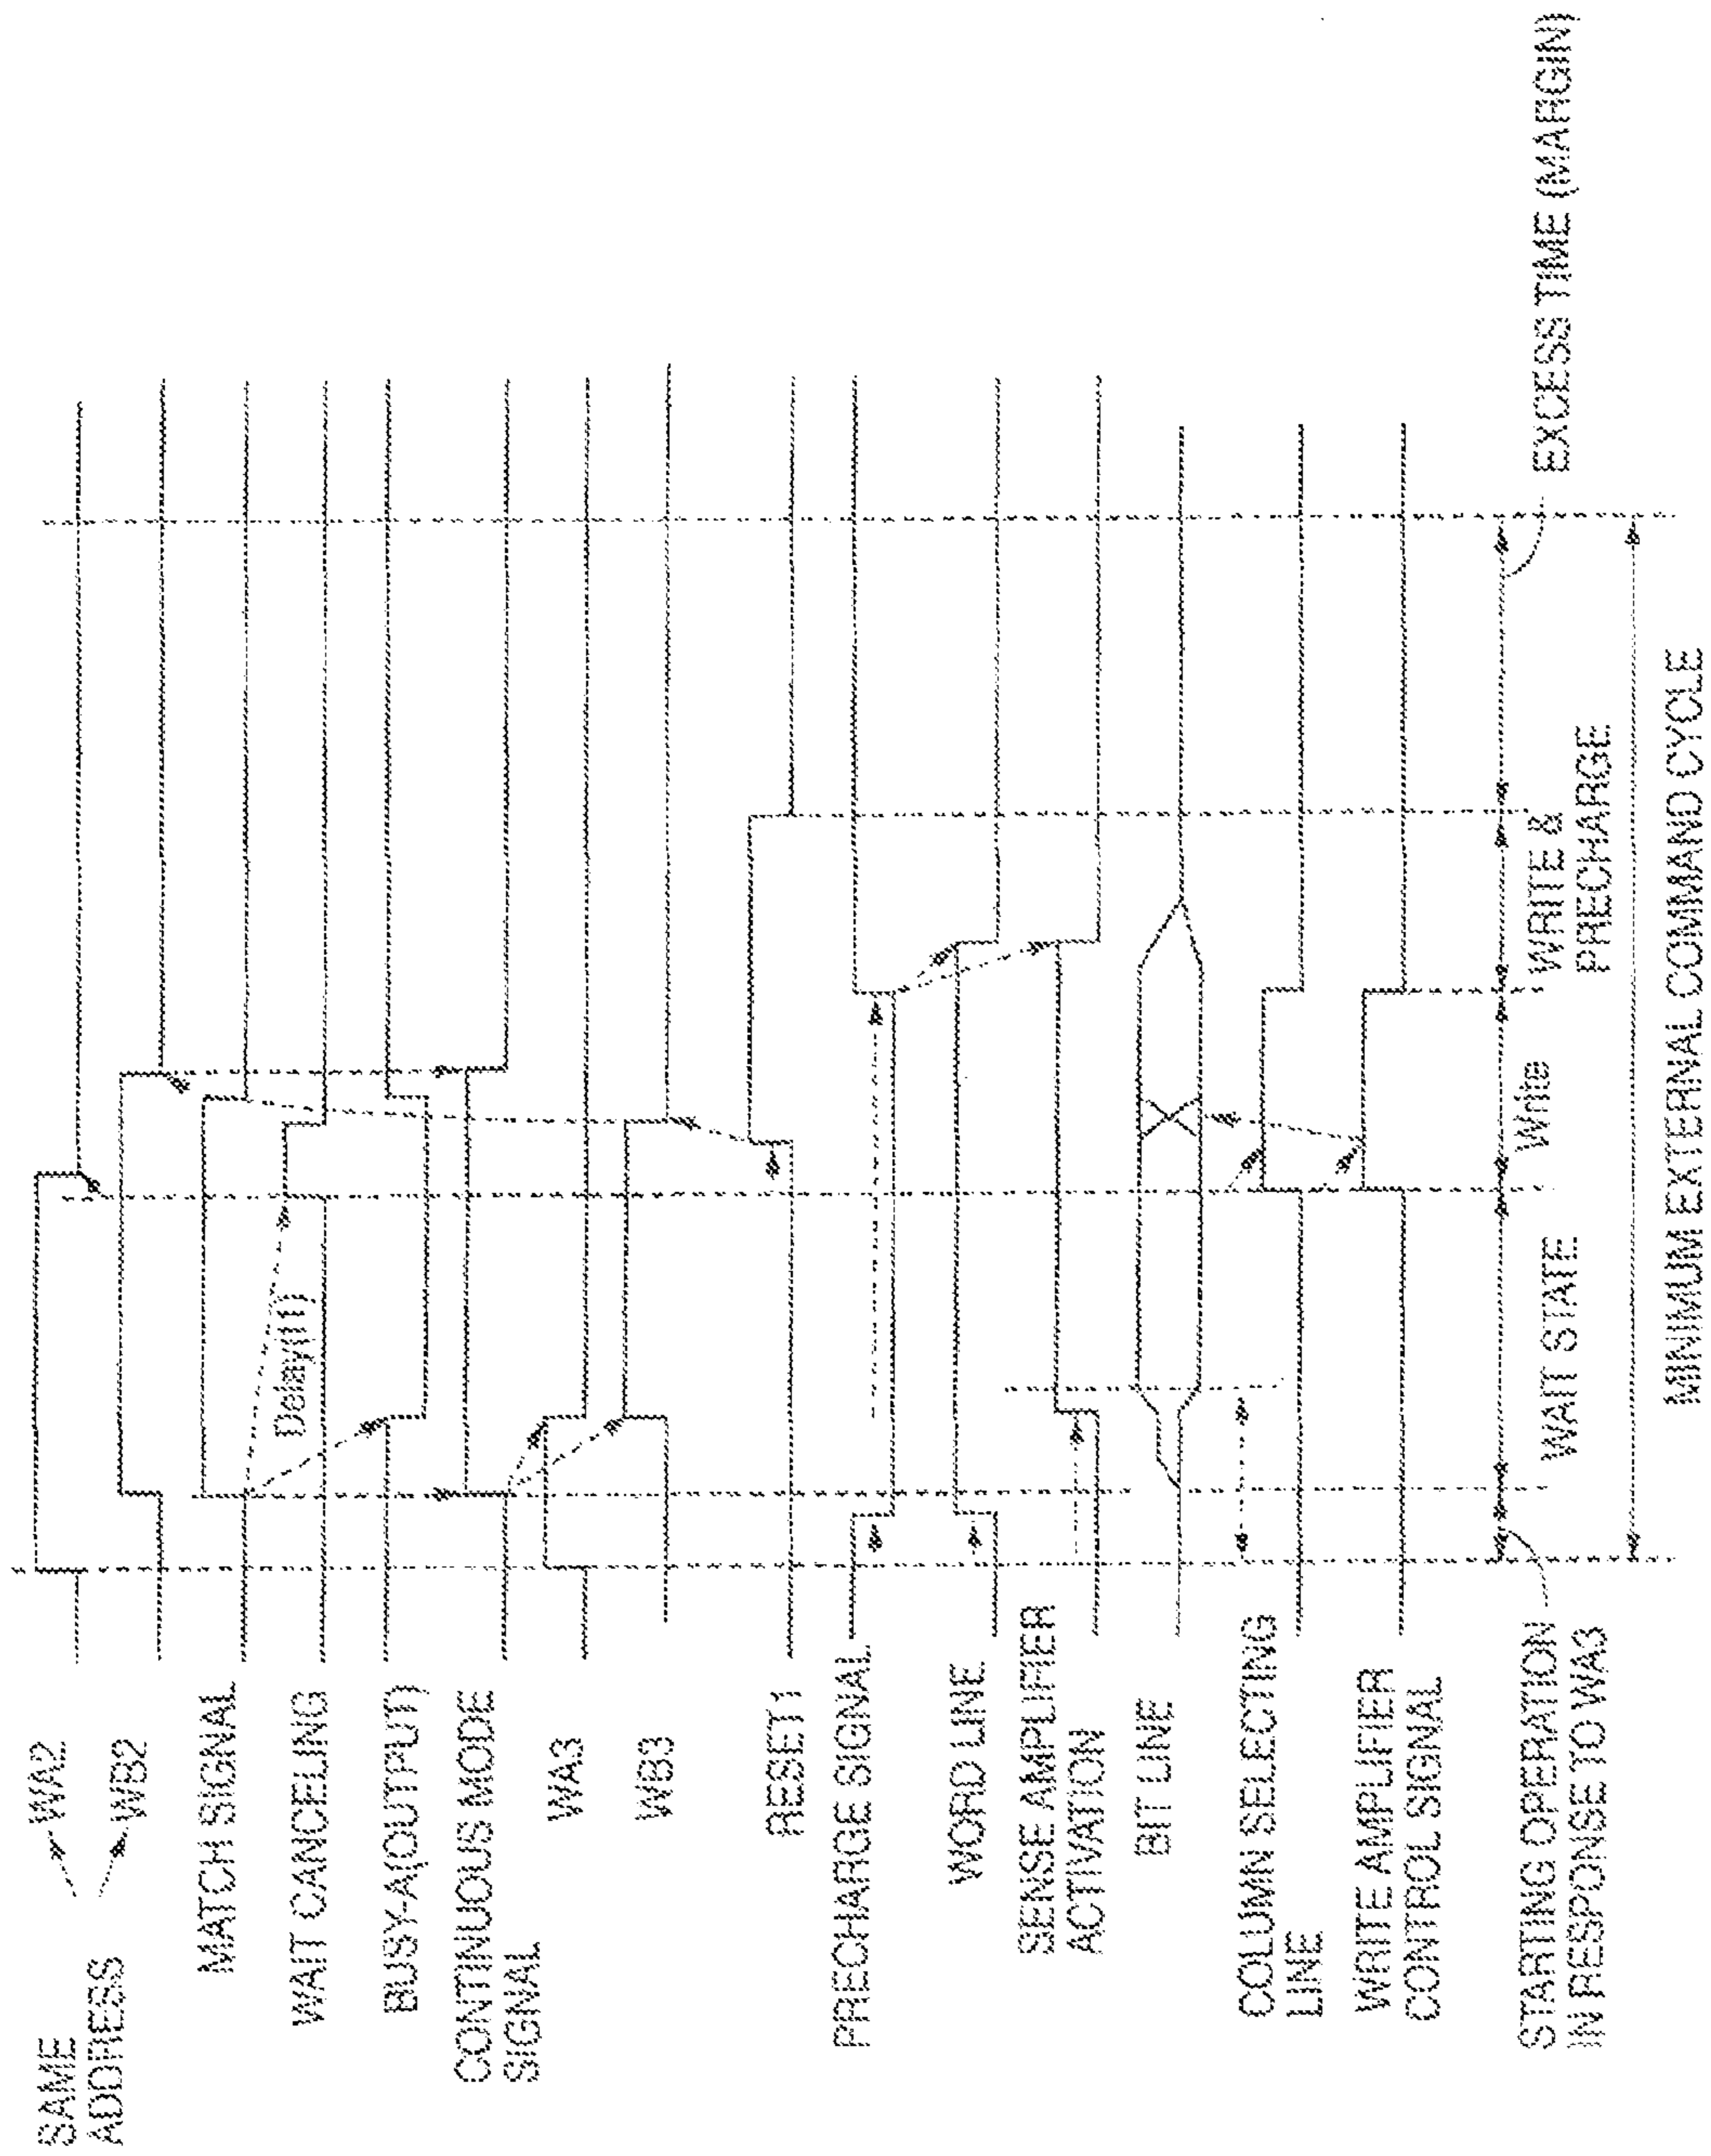 SAME
ADDRESS
WA2
WB2
MATCH SIGNAL
WAIT CANCELING
Delay(t1)
BUSY-A(OUTPUT)
CONTINUOUS MODE
SIGNAL
WA3
WB3
RESET1
PRECHARGE SIGNAL
WORD LINE
SENSE AMPLIFIER
ACTIVATION
BIT LINE
COLUMN SELECTING
LINE
WRITE AMPLIFIER
CONTROL SIGNAL
STARTING OPERATION
IN RESPONSE TO WA3
WAIT STATE
Write
WRITE &
PRECHARGE
EXCESS TIME (MARGIN)
MINIMUM EXTERNAL COMMAND CYCLE